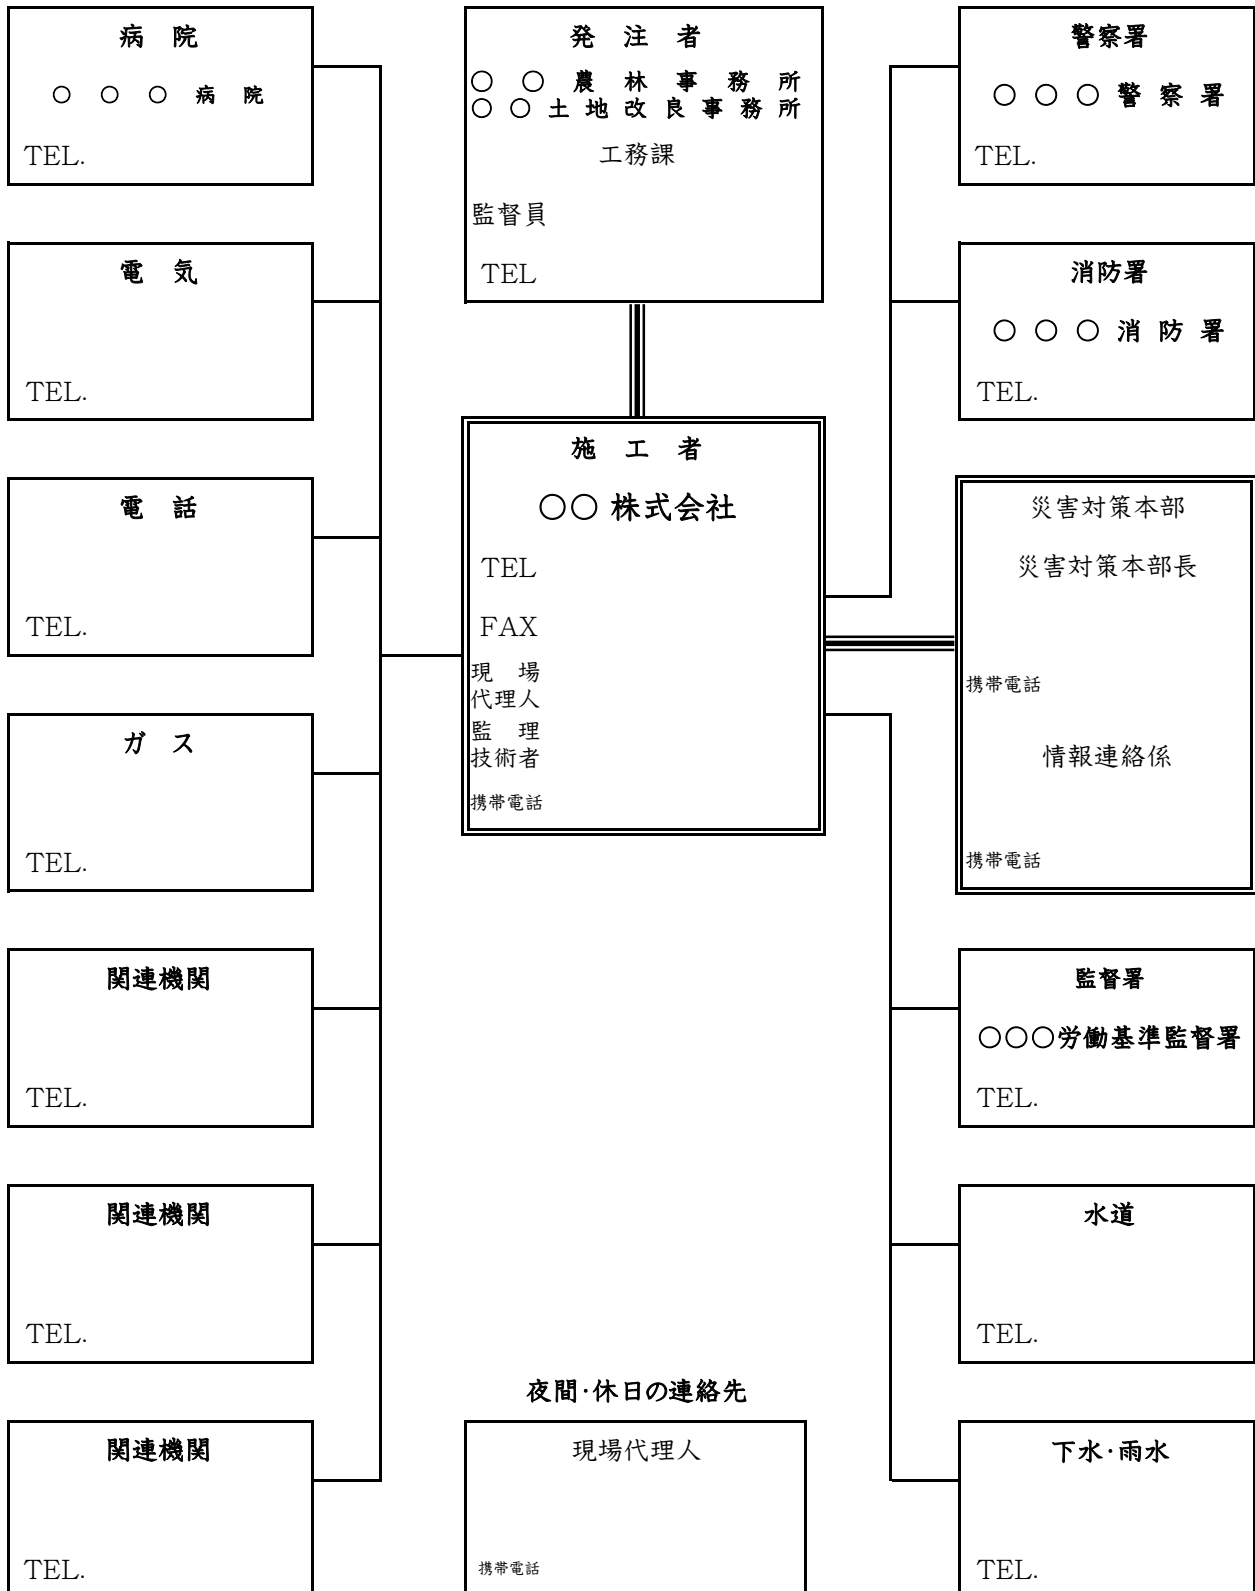 病　院
○　○　○　病　院
TEL.
電　気
TEL.
電　話
TEL.
ガ　ス
TEL.
関連機関
TEL.
関連機関
TEL.
関連機関
TEL.
発　注　者
○　○　農　林　事　務　所
○ ○ 土 地 改 良 事 務 所
工務課
監督員
TEL
施　工　者
○○ 株式会社
TEL
FAX
現　場
代理人
監　理
技術者
携帯電話
夜間･休日の連絡先
現場代理人
携帯電話
警察署
○ ○ ○ 警 察 署
TEL.
消防署
○ ○ ○ 消 防 署
TEL.
災害対策本部
災害対策本部長
携帯電話
情報連絡係
携帯電話
監督署
○○○労働基準監督署
TEL.
水道
TEL.
下水･雨水
TEL.